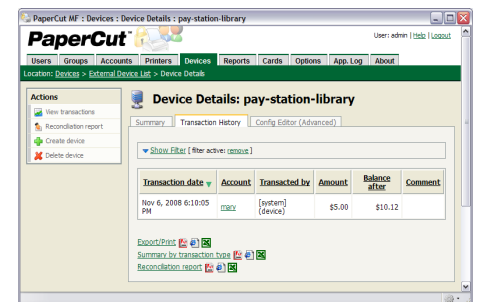 PaperCut MF : Devices : Device Details : pay-station-library
PaperCut
User: admin | Help | Logout
Users Groups Accounts Printers Devices Reports Cards Options App. Log About
Location: Devices > External Device List > Device Details
Actions
View transactions
Reconciliation report
Create device
Delete device
Device Details: pay-station-library
Summary Transaction History Config Editor (Advanced)
Show Filter [ filter active: remove ]
Transaction date Account Transacted by Amount Balance after Comment
Nov 6, 2008 6:10:05 PM mary [system] (device) $5.00 $10.12
Export/Print
Summary by transaction type
Reconciliation report